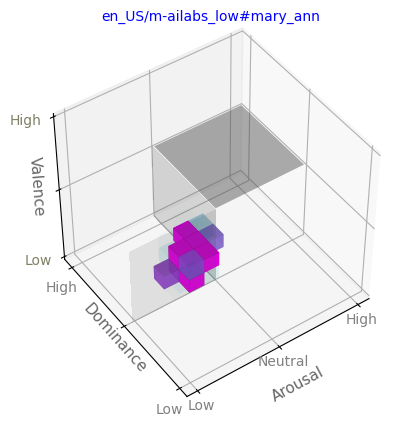 en_US/m-ailabs_low#mary_ann
High
Valence
Low
High
Dominance
Low
Low
Neutral
High
Arousal